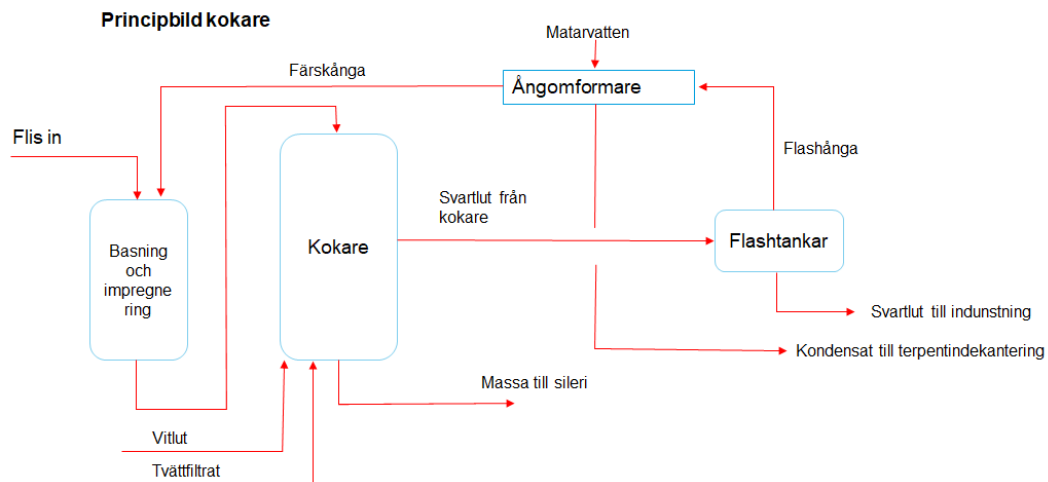 Principbild kokare
Matarvatten
Färskånga
Ångomformare
Flis in
Flashånga
Svartlut från
kokare
Basning
och
impregne
ring
Kokare
Flashtankar
Svartlut till indunstning
Kondensat till terpentindekantering
Massa till sileri
Vitlut
Tvättfiltrat